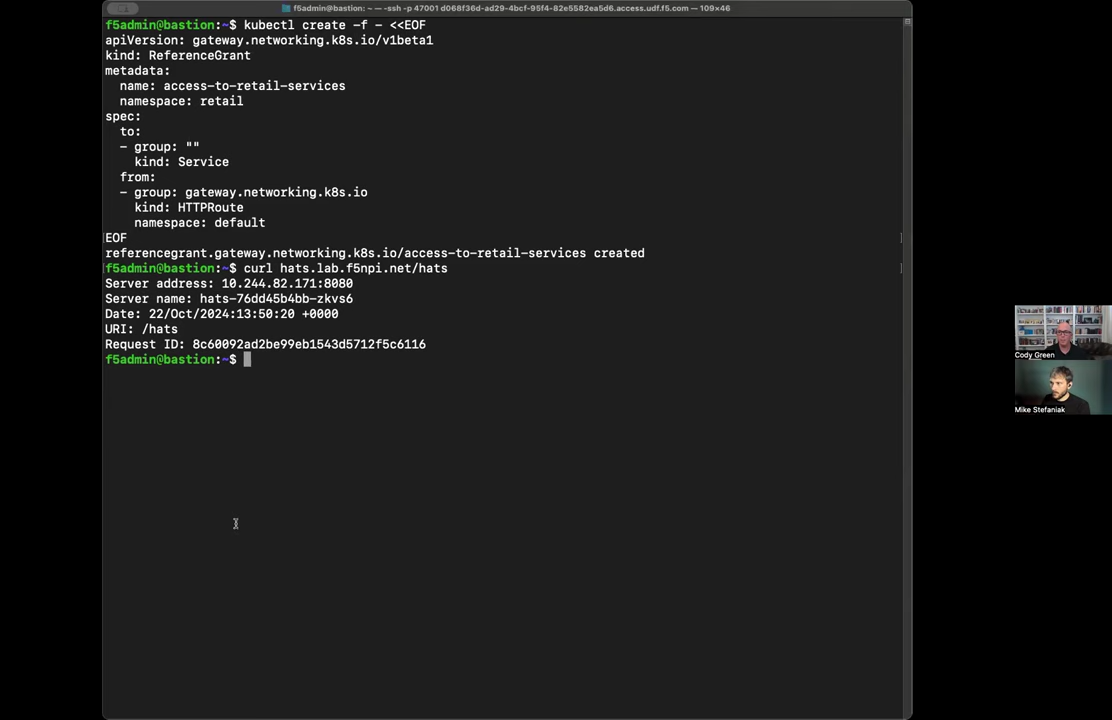 f5admin@bastion: ~ — -ssh -p 47001 d068f36d-ad29-4bcf-95f4-82e5582ea5d6.access.udf.f5.com — 109×46
f5admin@bastion:~$ kubectl create -f - <<EOF
apiVersion: gateway.networking.k8s.io/v1beta1
kind: ReferenceGrant
metadata:
  name: access-to-retail-services
  namespace: retail
spec:
  to:
  - group: ""
    kind: Service
  from:
  - group: gateway.networking.k8s.io
    kind: HTTPRoute
    namespace: default
EOF
referencegrant.gateway.networking.k8s.io/access-to-retail-services created
f5admin@bastion:~$ curl hats.lab.f5npi.net/hats
Server address: 10.244.82.171:8080
Server name: hats-76dd45b4bb-zkvs6
Date: 22/Oct/2024:13:50:20 +0000
URI: /hats
Request ID: 8c60092ad2be99eb1543d5712f5c6116
f5admin@bastion:~$
Cody Green
Mike Stefaniak